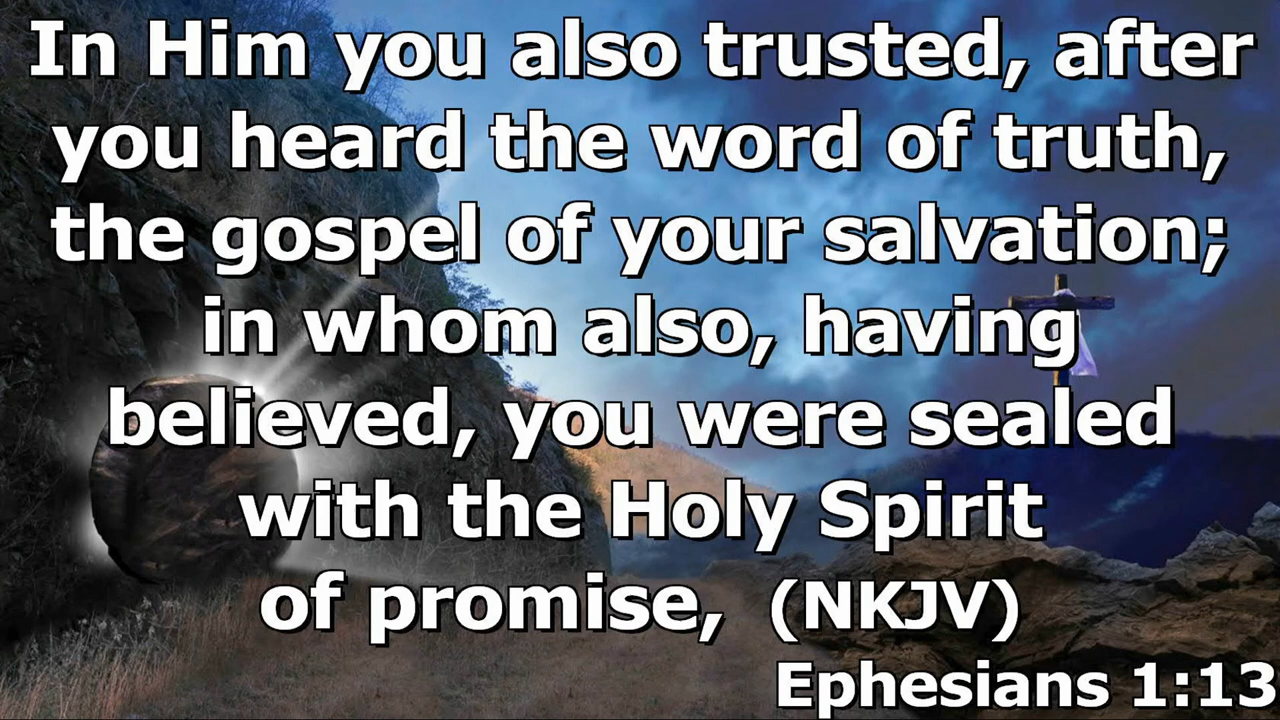 In Him you also trusted, after
you heard the word of truth,
the gospel of your salvation;
in whom also, having
believed, you were sealed
with the Holy Spirit
of promise, (NKJV)
Ephesians 1:13